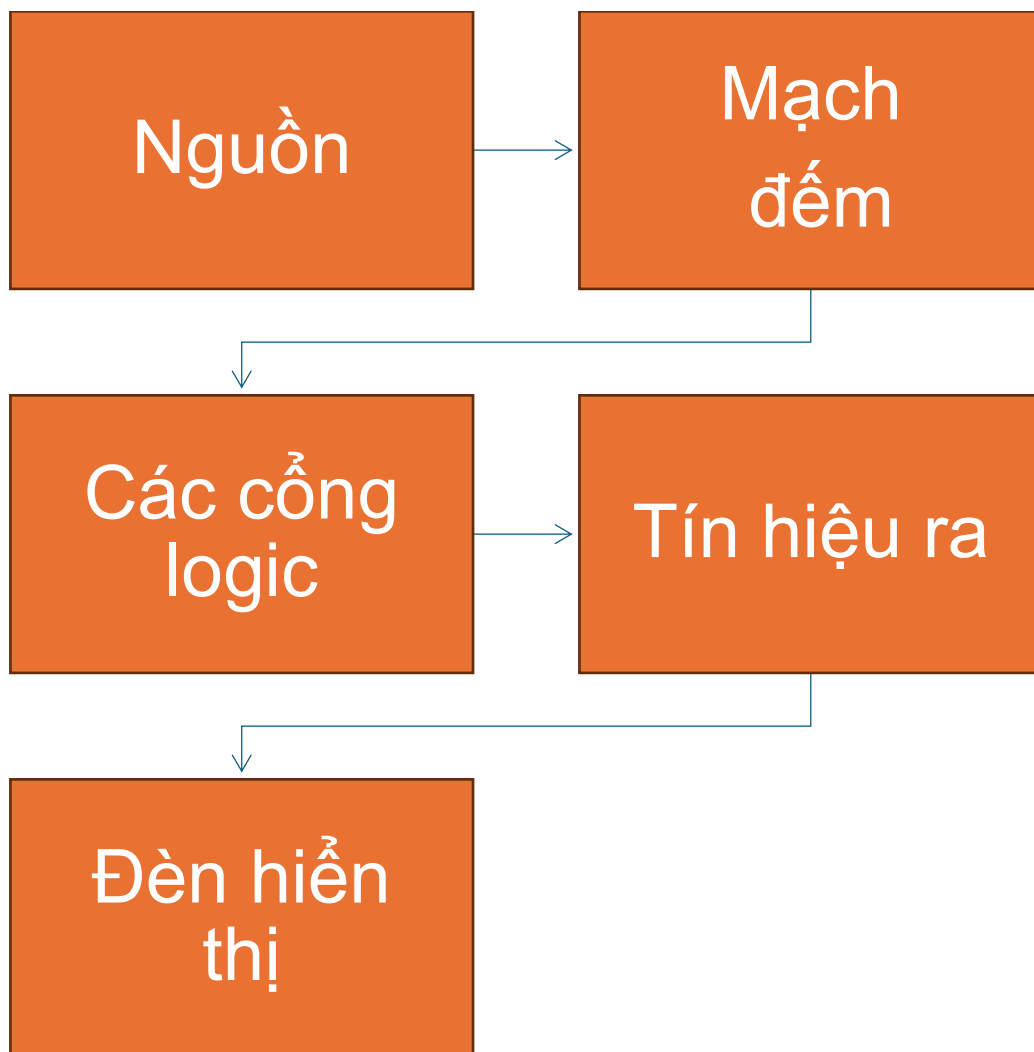 Nguồn
Mạch
đếm
Các cổng
logic
Tín hiệu ra
Đèn hiển
thị